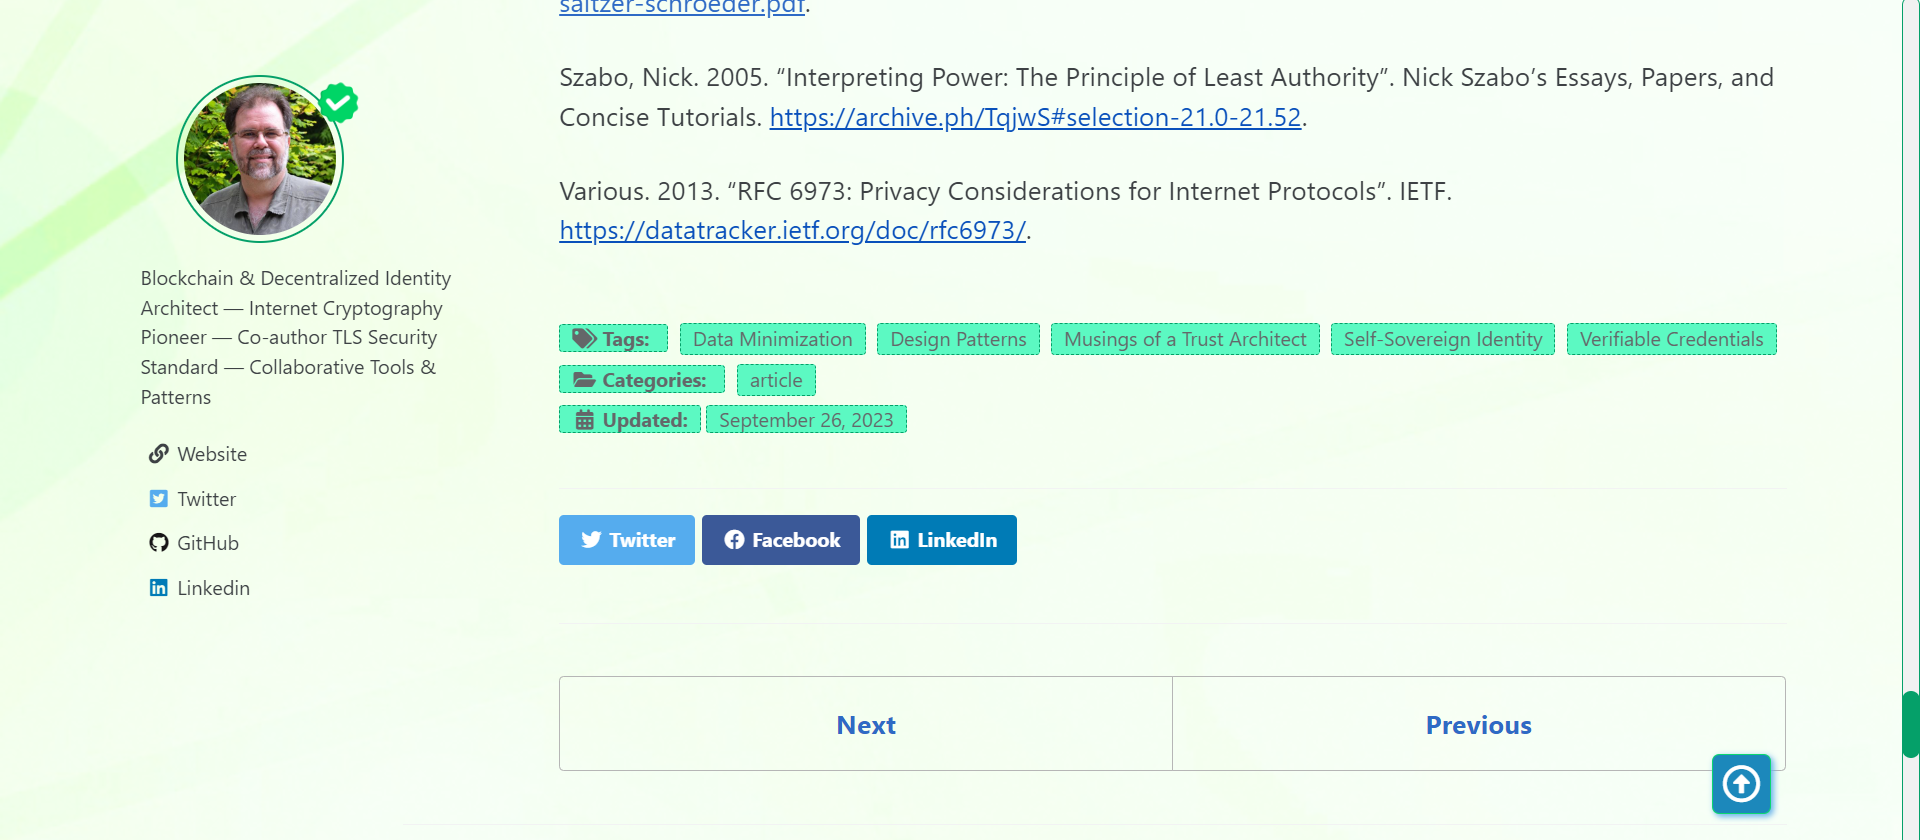 saltzer-schroeder.pdf.
Szabo, Nick. 2005. “Interpreting Power: The Principle of Least Authority”. Nick Szabo’s Essays, Papers, and
Concise Tutorials. https://archive.ph/TqjwS#selection-21.0-21.52.
Various. 2013. “RFC 6973: Privacy Considerations for Internet Protocols”. IETF.
https://datatracker.ietf.org/doc/rfc6973/.
Blockchain & Decentralized Identity
Architect — Internet Cryptography
Pioneer — Co-author TLS Security
Standard — Collaborative Tools &
Patterns
Website
Twitter
GitHub
Linkedin
Tags: Data Minimization Design Patterns Musings of a Trust Architect Self-Sovereign Identity Verifiable Credentials
Categories: article
Updated: September 26, 2023
Twitter Facebook LinkedIn
Next Previous